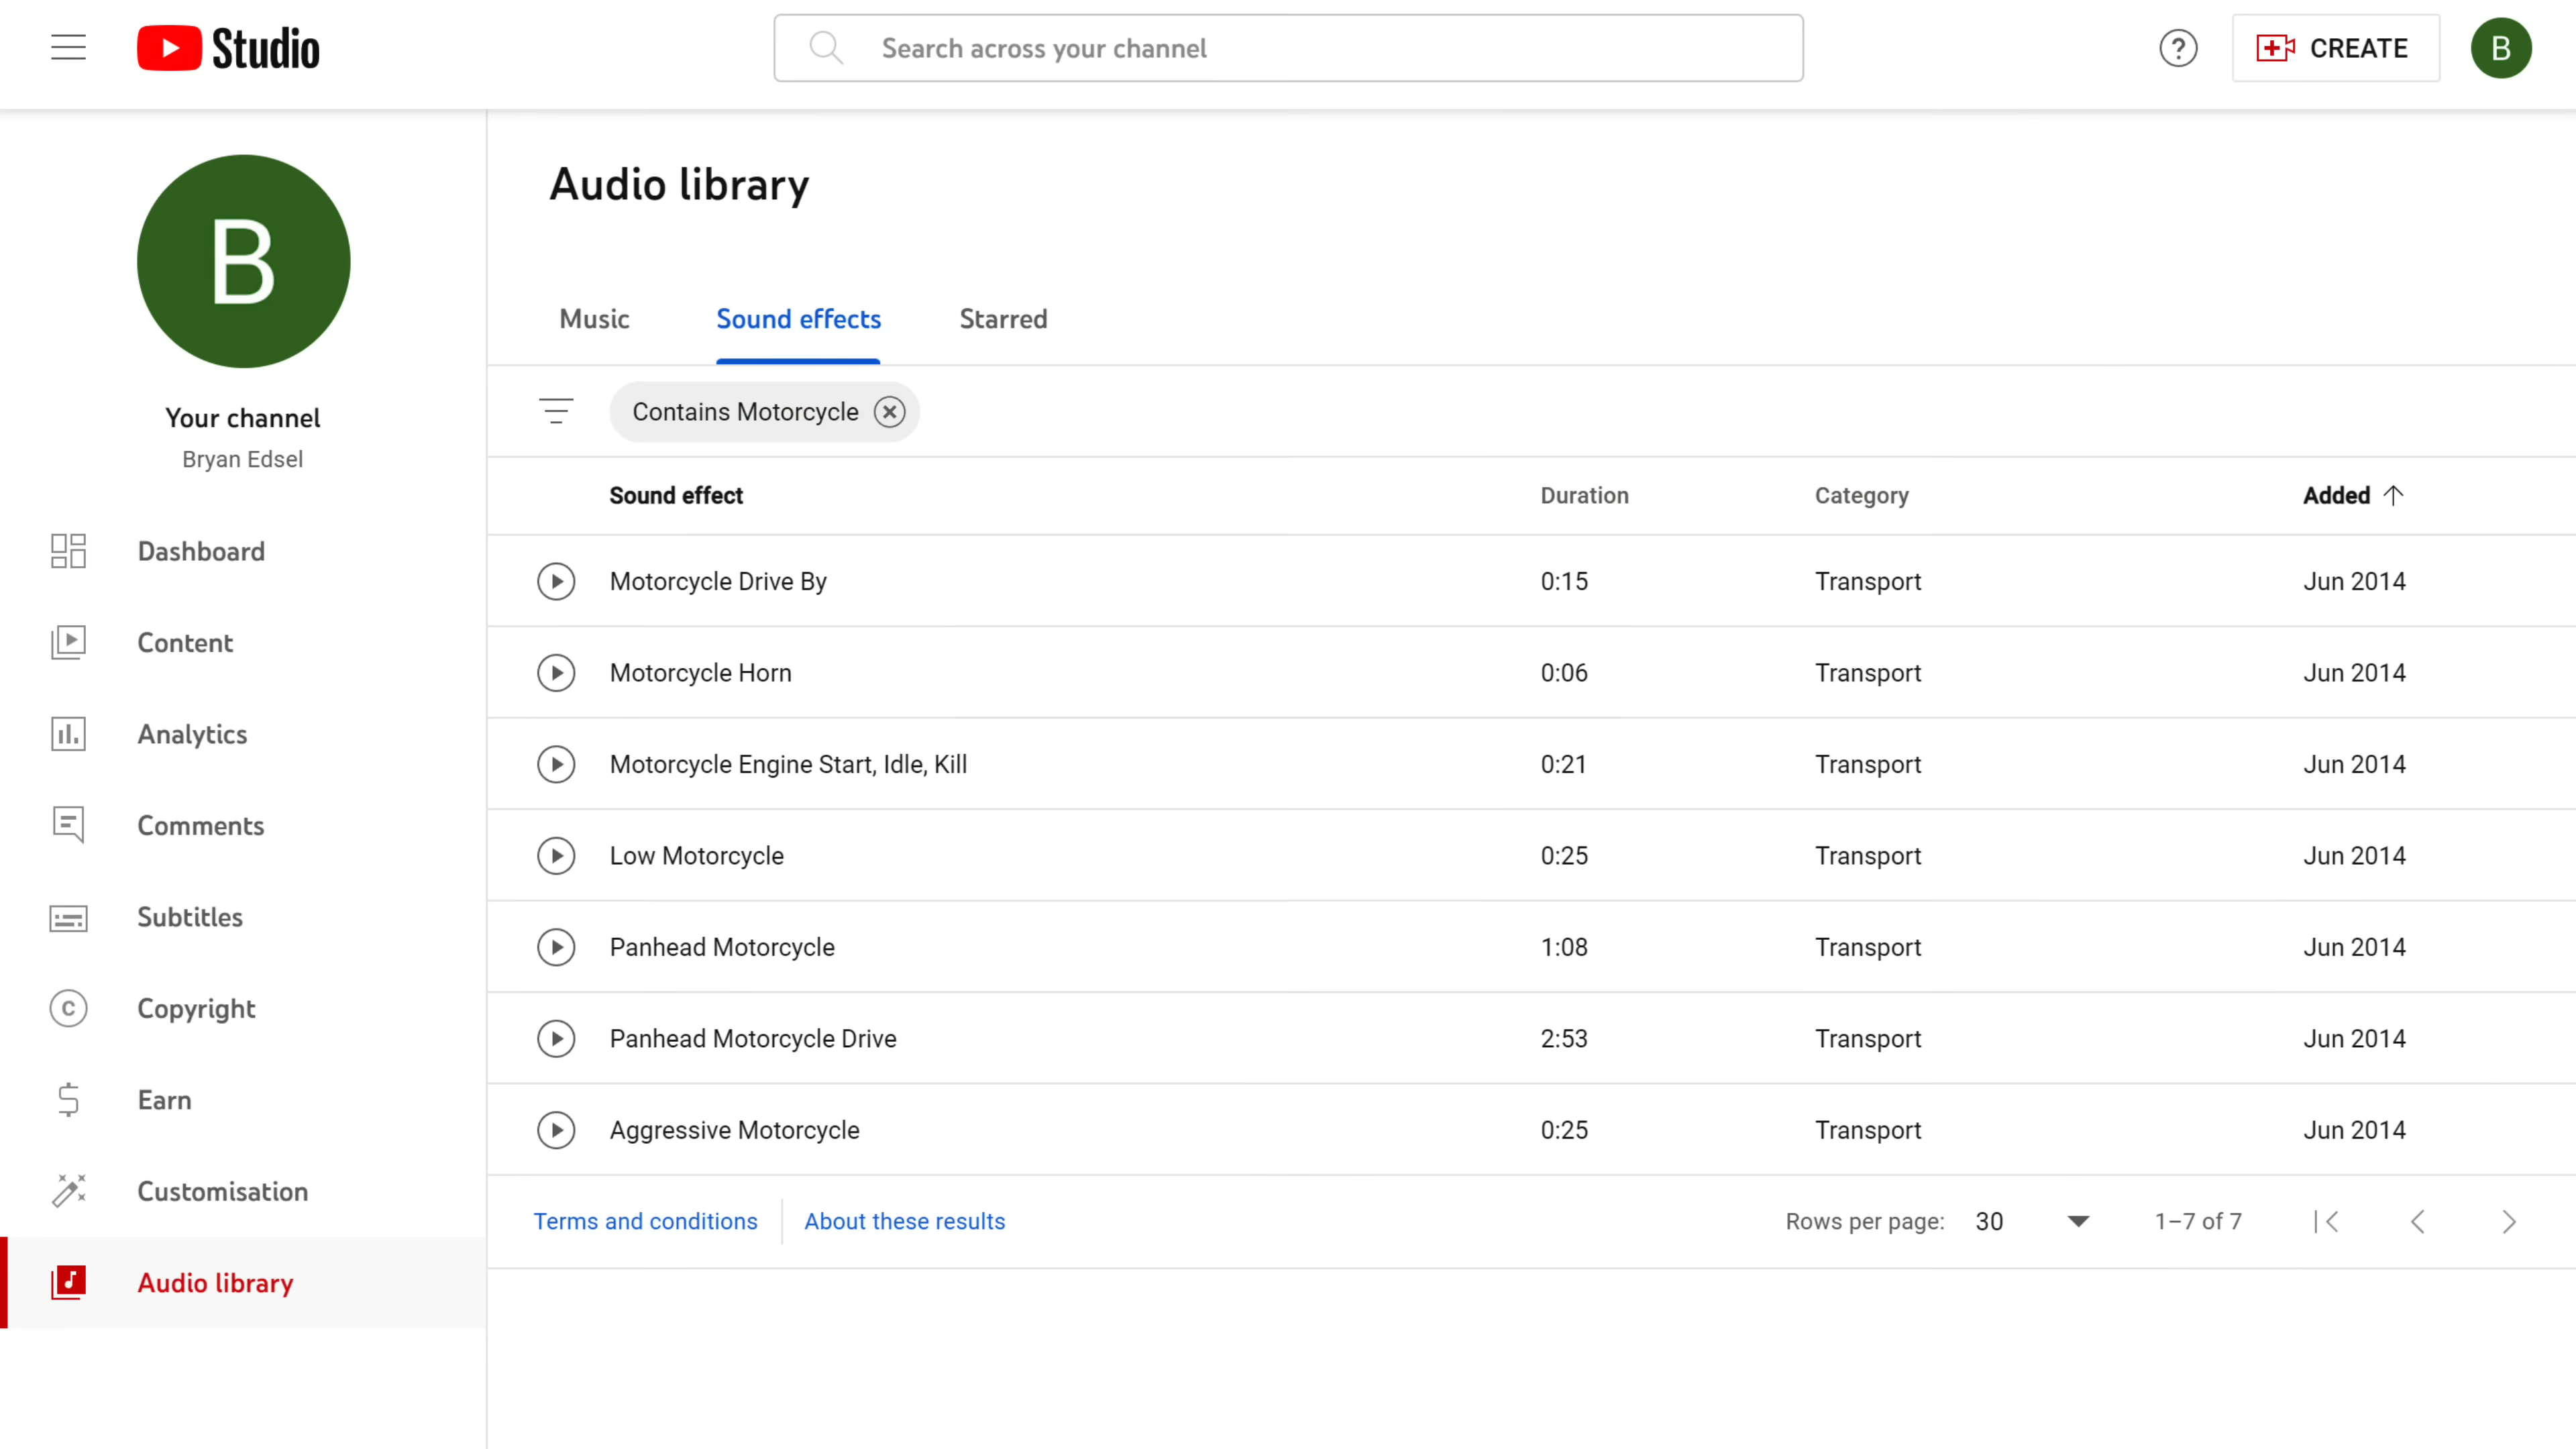 Studio
Search across your channel
CREATE
B
B
Your channel
Bryan Edsel
Dashboard
Content
Analytics
Comments
Subtitles
Copyright
Earn
Customisation
Audio library
Audio library
Music Sound effects Starred
Contains Motorcycle
Sound effect Duration Category Added
Motorcycle Drive By 0:15 Transport Jun 2014
Motorcycle Horn 0:06 Transport Jun 2014
Motorcycle Engine Start, Idle, Kill 0:21 Transport Jun 2014
Low Motorcycle 0:25 Transport Jun 2014
Panhead Motorcycle 1:08 Transport Jun 2014
Panhead Motorcycle Drive 2:53 Transport Jun 2014
Aggressive Motorcycle 0:25 Transport Jun 2014
Terms and conditions About these results Rows per page: 30 1–7 of 7